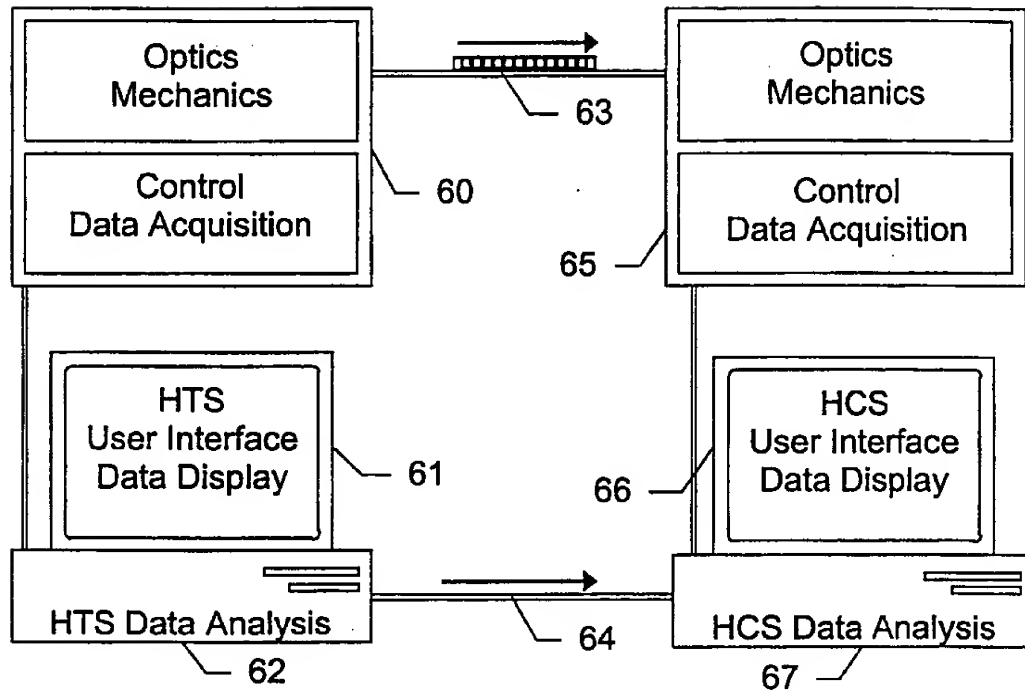 Optics
Mechanics
Control
Data Acquisition
60
63
Optics
Mechanics
Control
Data Acquisition
65
HTS
User Interface
Data Display
61
HTS Data Analysis
62
64
HCS
User Interface
Data Display
66
HCS Data Analysis
67